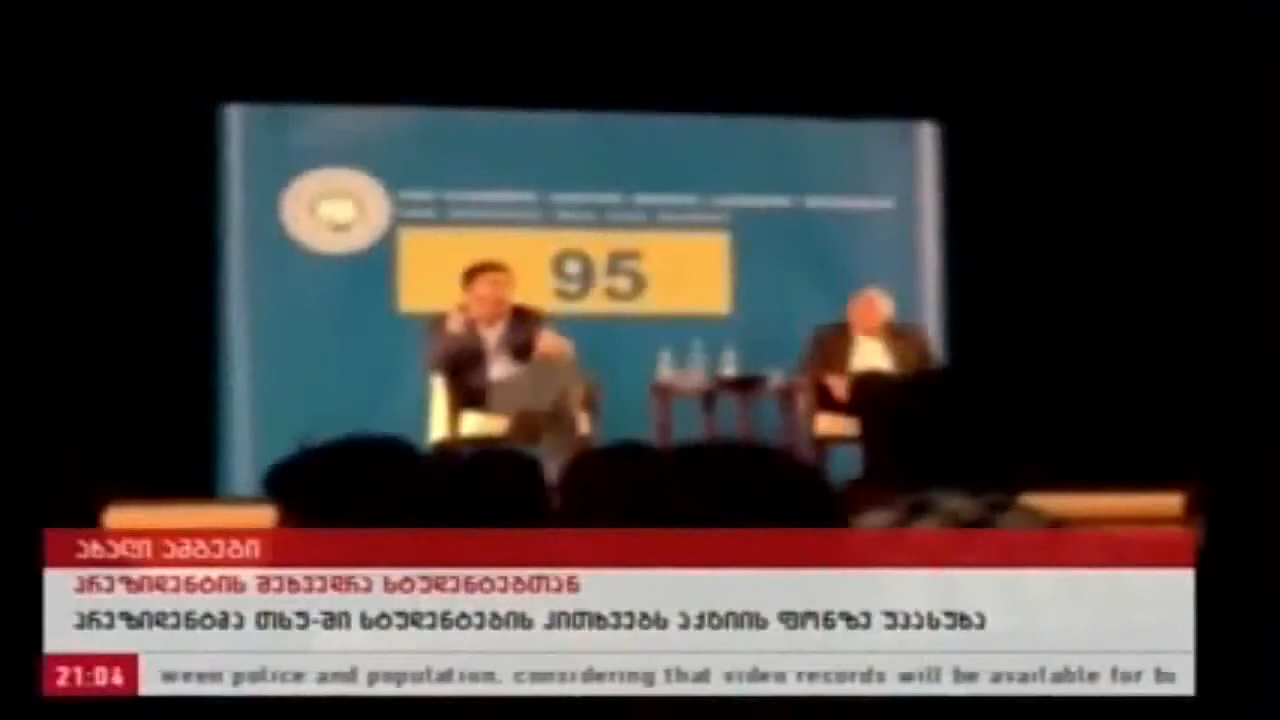 95
ახალი ამბები
პრეზიდენტის შეხვედრა სტუდენტებთან
პრეზიდენტმა თსუ-ში სტუდენტების კითხვებს აქციის ფონზე უპასუხა
21:04
ween police and population, considering that video records will be available for b